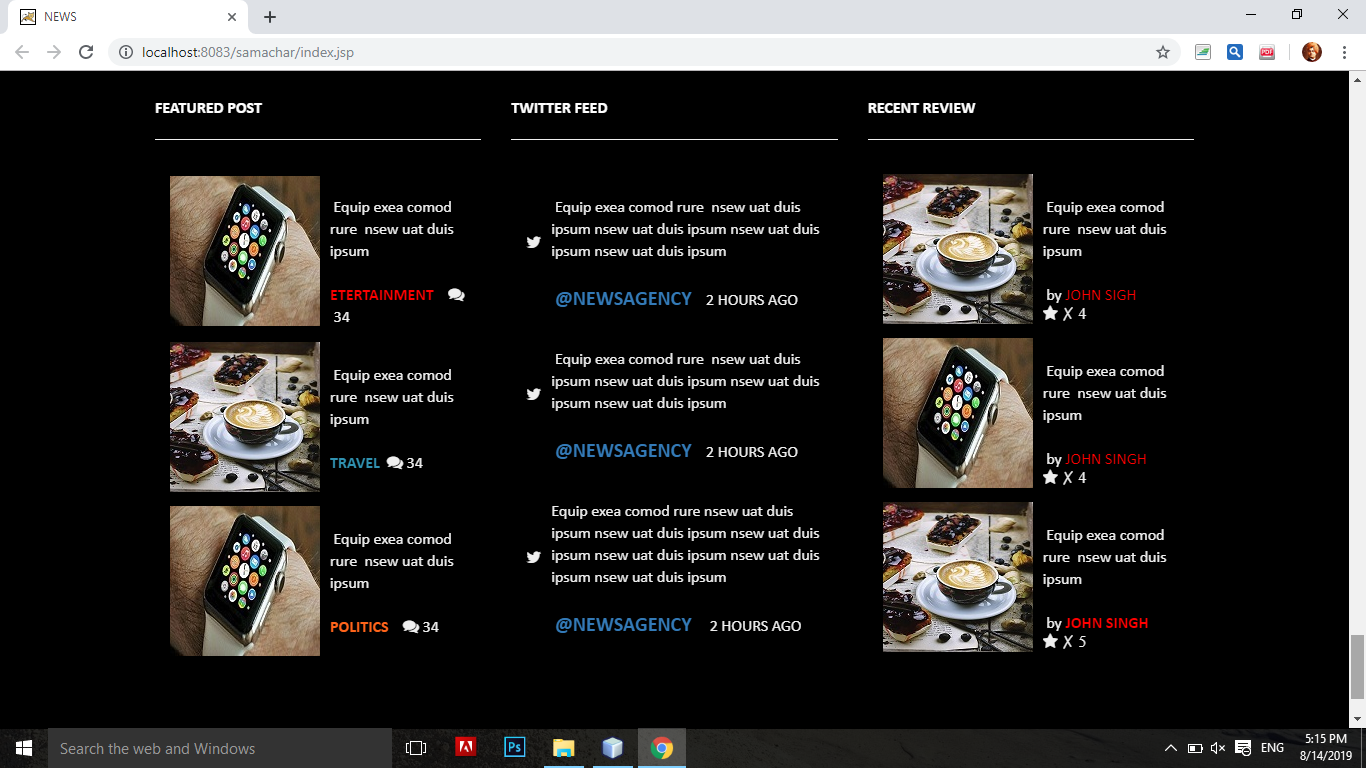 NEWS
localhost:8083/samachar/index.jsp
PDF
FEATURED POST
Equip exea comod
rure nsew uat duis
ipsum
ETERTAINMENT
34
Equip exea comod
rure nsew uat duis
ipsum
TRAVEL 34
Equip exea comod
rure nsew uat duis
ipsum
POLITICS 34
TWITTER FEED
Equip exea comod rure nsew uat duis
ipsum nsew uat duis ipsum nsew uat duis
ipsum nsew uat duis ipsum
@NEWSAGENCY 2 HOURS AGO
Equip exea comod rure nsew uat duis
ipsum nsew uat duis ipsum nsew uat duis
ipsum nsew uat duis ipsum
@NEWSAGENCY 2 HOURS AGO
Equip exea comod rure nsew uat duis
ipsum nsew uat duis ipsum nsew uat duis
ipsum nsew uat duis ipsum nsew uat duis
ipsum nsew uat duis ipsum
@NEWSAGENCY 2 HOURS AGO
RECENT REVIEW
Equip exea comod
rure nsew uat duis
ipsum
by JOHN SIGH
★ ✗ 4
Equip exea comod
rure nsew uat duis
ipsum
by JOHN SINGH
★ ✗ 4
Equip exea comod
rure nsew uat duis
ipsum
by JOHN SINGH
★ ✗ 5
Search the web and Windows
Ps
ENG
5:15 PM
8/14/2019